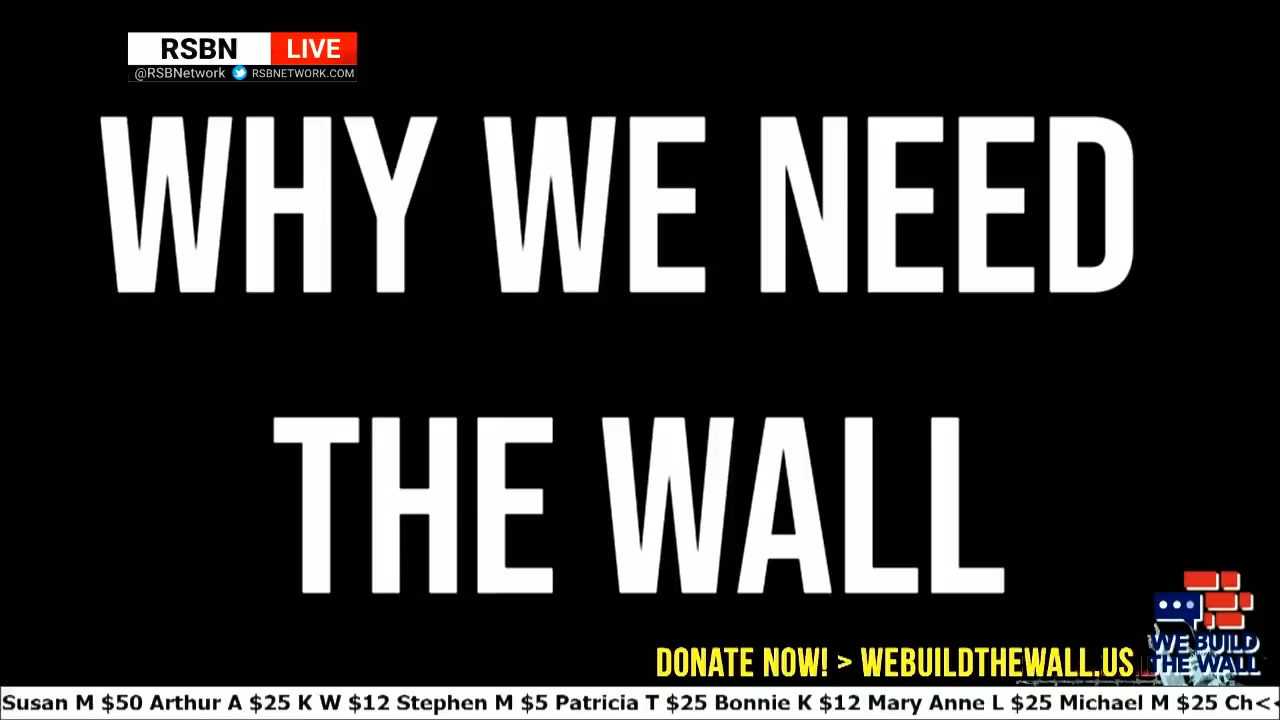 RSBN LIVE
@RSBNetwork RSBNETWORK.COM
WHY WE NEED
THE WALL
DONATE NOW! > WEBUILDTHEWALL.US
WE BUILD
THE WALL
Susan M $50 Arthur A $25 K W $12 Stephen M $5 Patricia T $25 Bonnie K $12 Mary Anne L $25 Michael M $25 Ch<